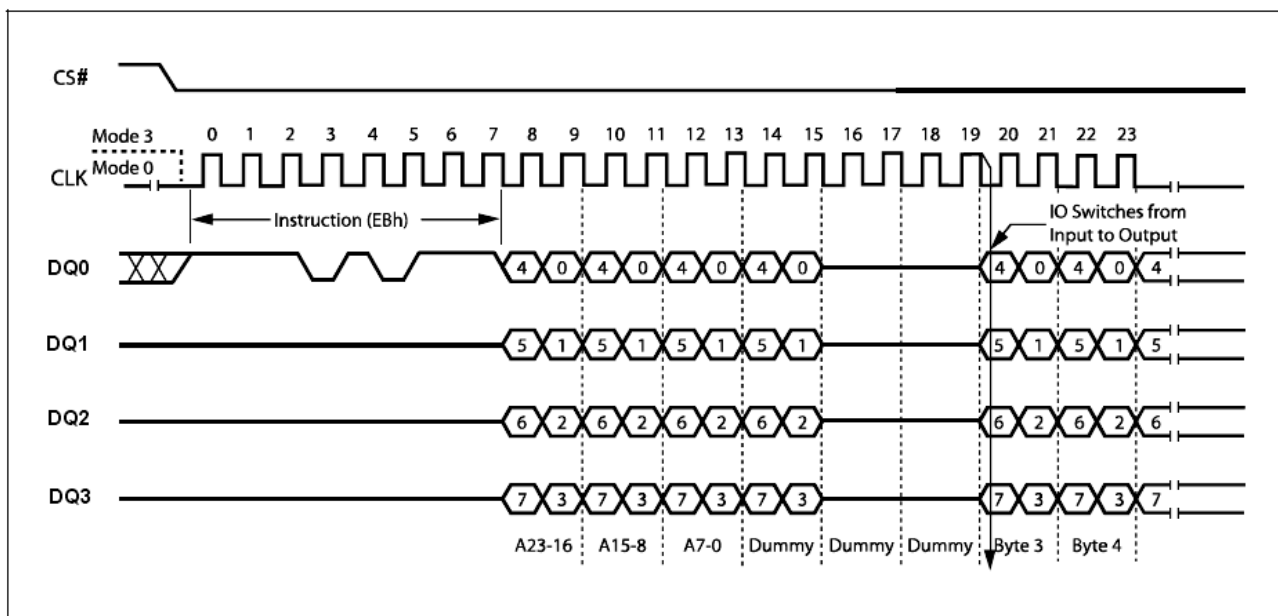 CS#
Mode 3 0 1 2 3 4 5 6 7 8 9 10 11 12 13 14 15 16 17 18 19 20 21 22 23
CLK Mode 0
Instruction (EBh)
IO Switches from
Input to Output
DQ0 4 0 4 0 4 0 4 0 4 0 4 0 4
DQ1 5 1 5 1 5 1 5 1 5 1 5 1 5
DQ2 6 2 6 2 6 2 6 2 6 2 6 2 6
DQ3 7 3 7 3 7 3 7 3 7 3 7 3 7
A23-16 A15-8 A7-0 Dummy Dummy Dummy Byte 3 Byte 4